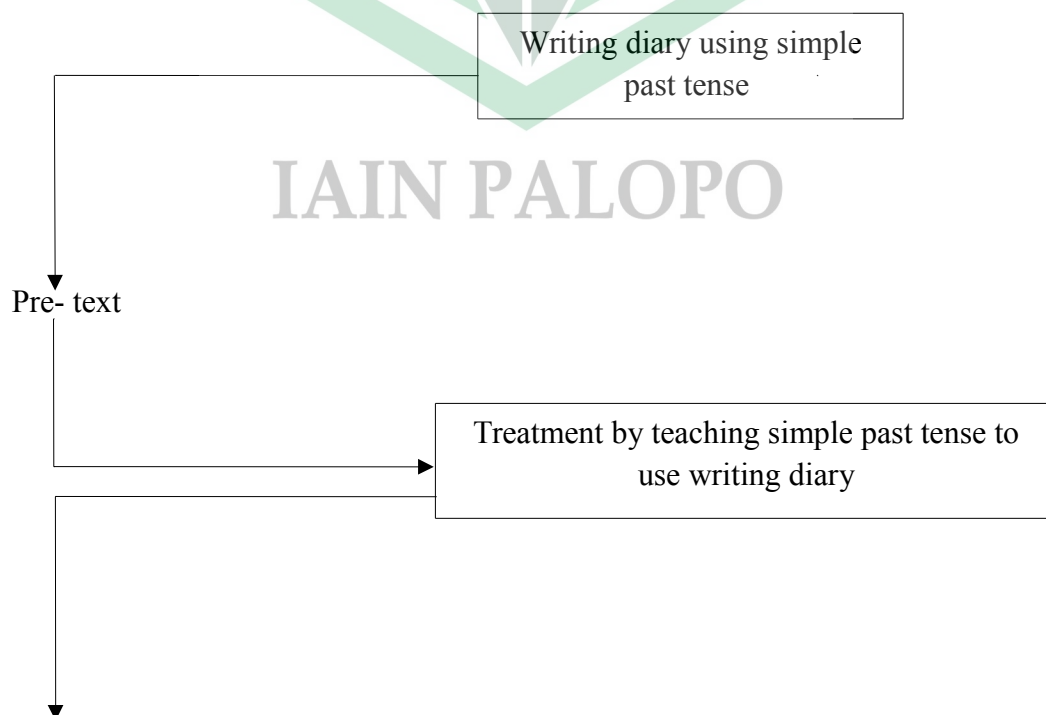 Writing diary using simple
past tense
IAIN PALOPO
Pre- text
Treatment by teaching simple past tense to
use writing diary